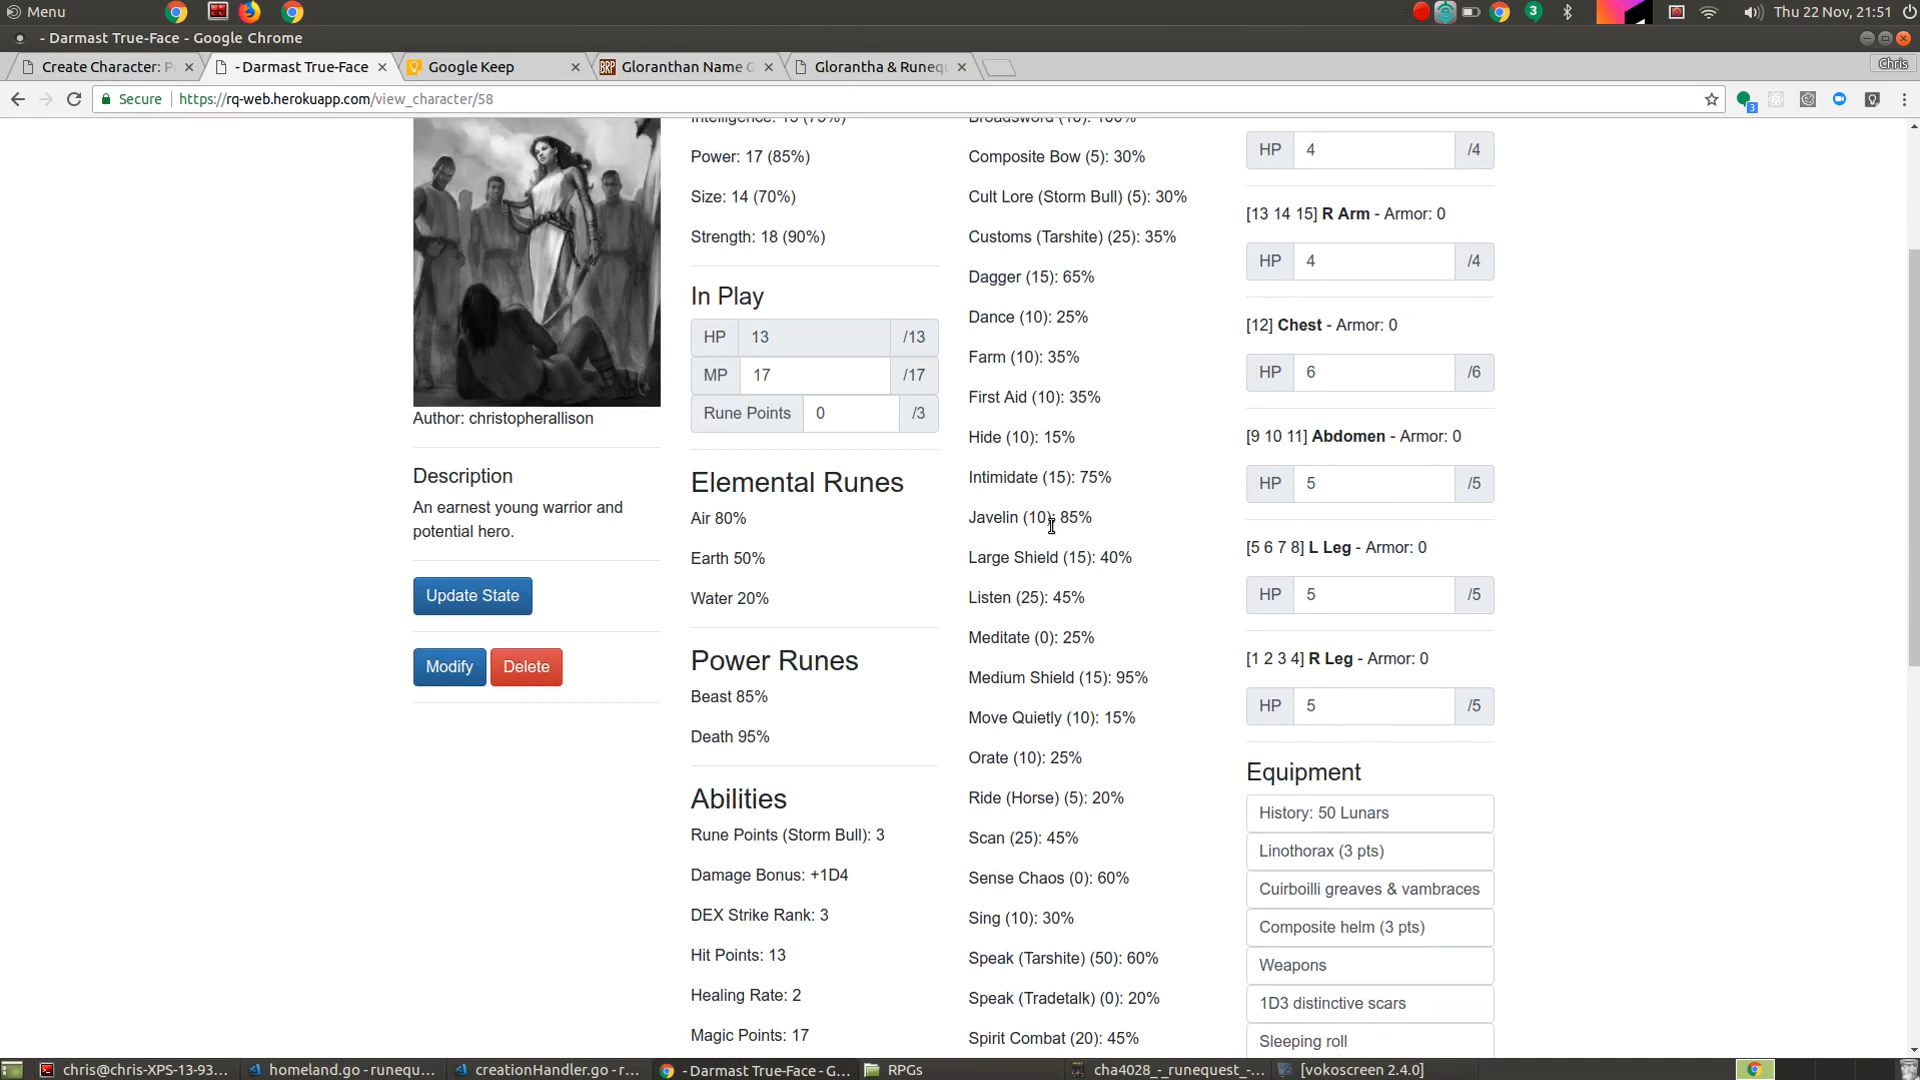 Menu
3
Thu 22 Nov, 21:51
- Darmast True-Face - Google Chrome
Create Character: P
- Darmast True-Face
Google Keep
BRP Gloranthan Name G
Glorantha & Runeq
Chris
Secure
https://rq-web.herokuapp.com/view_character/58
3
Author: christopherallison
Description
An earnest young warrior and
potential hero.
Update State
Modify Delete
Power: 17 (85%)
Size: 14 (70%)
Strength: 18 (90%)
In Play
HP 13 /13
MP 17 /17
Rune Points 0 /3
Elemental Runes
Air 80%
Earth 50%
Water 20%
Power Runes
Beast 85%
Death 95%
Abilities
Rune Points (Storm Bull): 3
Damage Bonus: +1D4
DEX Strike Rank: 3
Hit Points: 13
Healing Rate: 2
Magic Points: 17
Composite Bow (5): 30%
Cult Lore (Storm Bull) (5): 30%
Customs (Tarshite) (25): 35%
Dagger (15): 65%
Dance (10): 25%
Farm (10): 35%
First Aid (10): 35%
Hide (10): 15%
Intimidate (15): 75%
Javelin (10): 85%
Large Shield (15): 40%
Listen (25): 45%
Meditate (0): 25%
Medium Shield (15): 95%
Move Quietly (10): 15%
Orate (10): 25%
Ride (Horse) (5): 20%
Scan (25): 45%
Sense Chaos (0): 60%
Sing (10): 30%
Speak (Tarshite) (50): 60%
Speak (Tradetalk) (0): 20%
Spirit Combat (20): 45%
HP 4 /4
[13 14 15] R Arm - Armor: 0
HP 4 /4
[12] Chest - Armor: 0
HP 6 /6
[9 10 11] Abdomen - Armor: 0
HP 5 /5
[5 6 7 8] L Leg - Armor: 0
HP 5 /5
[1 2 3 4] R Leg - Armor: 0
HP 5 /5
Equipment
History: 50 Lunars
Linothorax (3 pts)
Cuirboilli greaves & vambraces
Composite helm (3 pts)
Weapons
1D3 distinctive scars
Sleeping roll
chris@chris-XPS-13-93...
homeland.go - runequ...
creationHandler.go - r...
- Darmast True-Face - G...
RPGs
cha4028_-_runequest_-...
[vokoscreen 2.4.0]